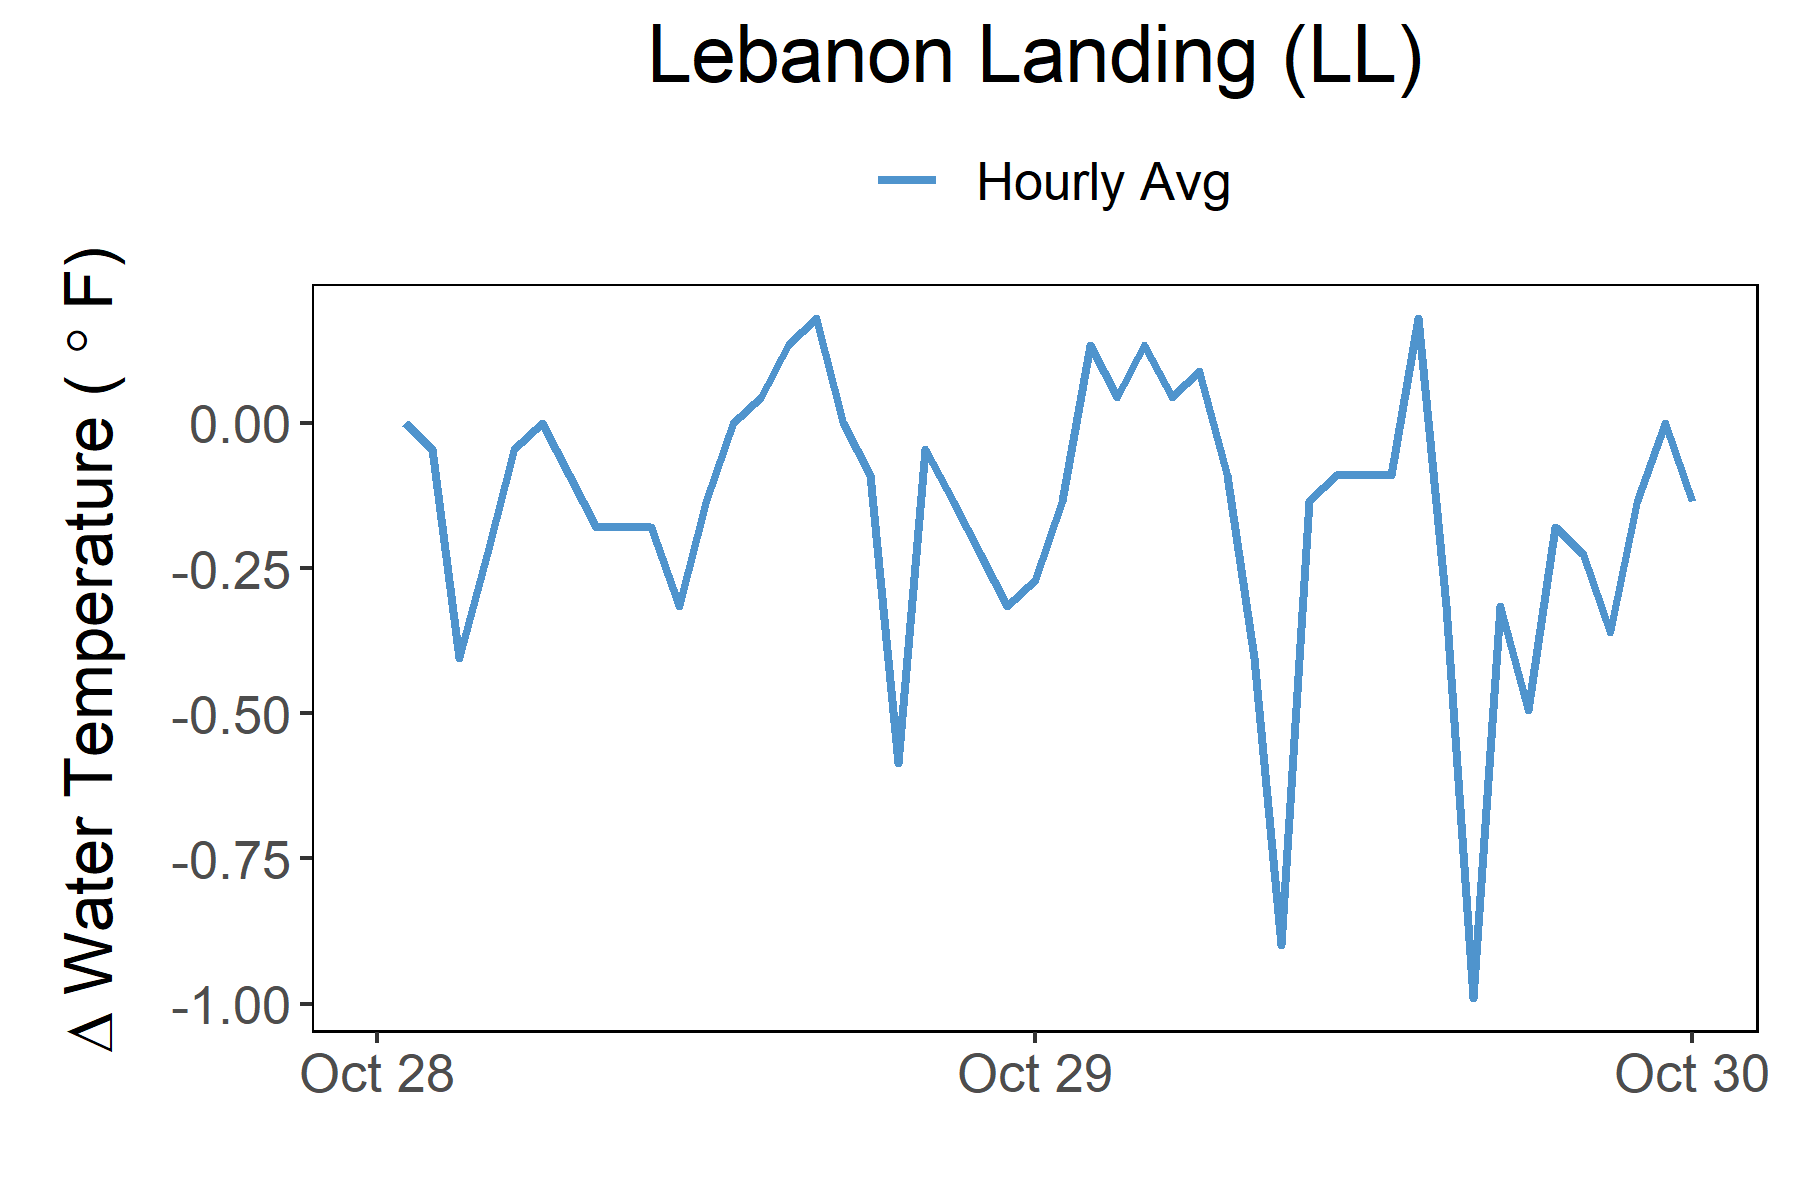 Lebanon Landing (LL)
Hourly Avg
Δ Water Temperature ( ° F)
0.00
-0.25
-0.50
-0.75
-1.00
Oct 28
Oct 29
Oct 30